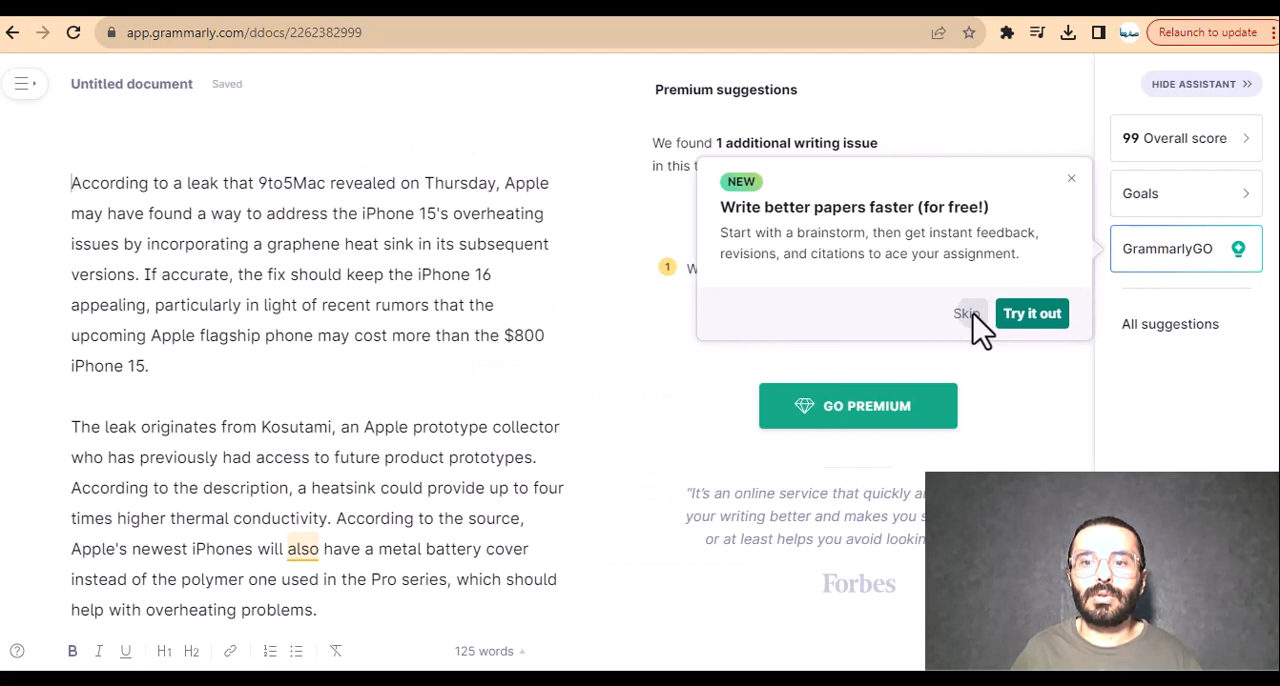 app.grammarly.com/ddocs/2262382999
Relaunch to update
Untitled document
Saved
Premium suggestions
HIDE ASSISTANT
We found 1 additional writing issue
in this
99 Overall score
NEW
Write better papers faster (for free!)
Start with a brainstorm, then get instant feedback,
revisions, and citations to ace your assignment.
Goals
GrammarlyGO
1
Skip
Try it out
All suggestions
According to a leak that 9to5Mac revealed on Thursday, Apple
may have found a way to address the iPhone 15's overheating
issues by incorporating a graphene heat sink in its subsequent
versions. If accurate, the fix should keep the iPhone 16
appealing, particularly in light of recent rumors that the
upcoming Apple flagship phone may cost more than the $800
iPhone 15.
GO PREMIUM
The leak originates from Kosutami, an Apple prototype collector
who has previously had access to future product prototypes.
According to the description, a heatsink could provide up to four
times higher thermal conductivity. According to the source,
Apple's newest iPhones will also have a metal battery cover
instead of the polymer one used in the Pro series, which should
help with overheating problems.
"It's an online service that quickly
your writing better and makes you
or at least helps you avoid
Forbes
B I U H1 H2
125 words